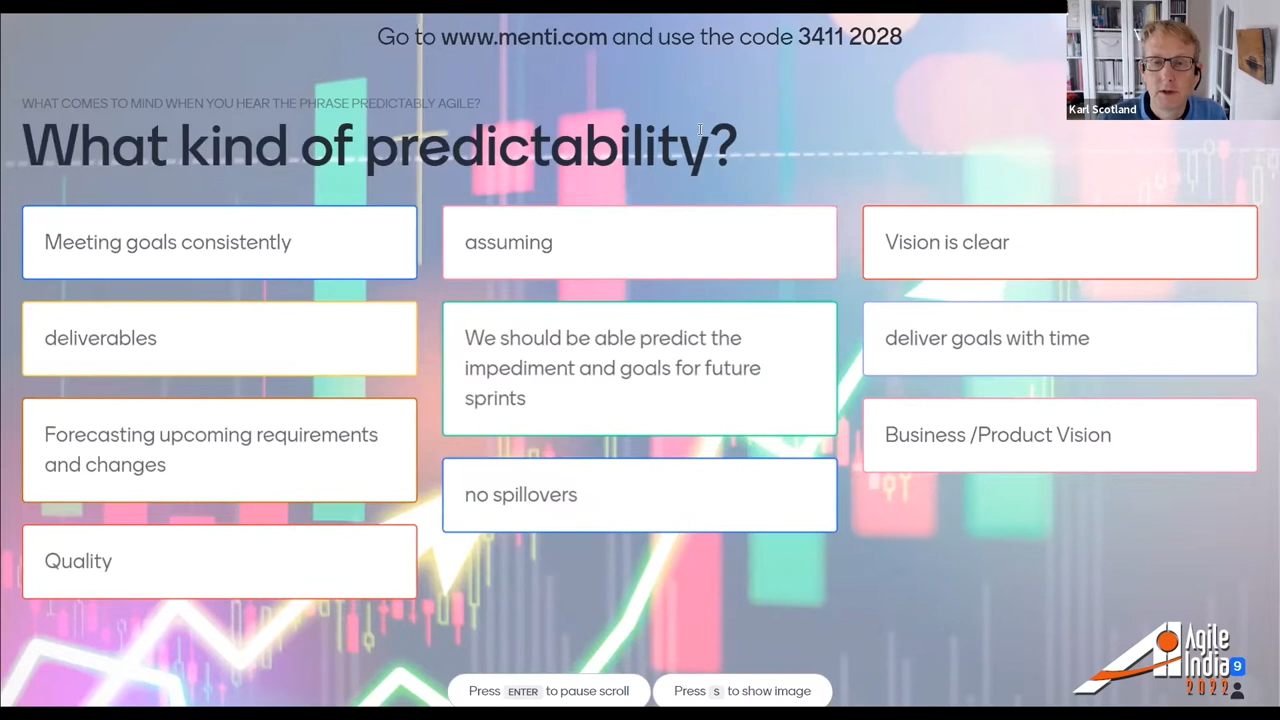 Go to www.menti.com and use the code 3411 2028
Karl Scotland
WHAT COMES TO MIND WHEN YOU HEAR THE PHRASE PREDICTABLY AGILE?
What kind of predictability?
Meeting goals consistently
deliverables
Forecasting upcoming requirements
and changes
Quality
assuming
We should be able predict the
impediment and goals for future
sprints
no spillovers
Vision is clear
deliver goals with time
Business /Product Vision
Press ENTER to pause scroll
Press S to show image
Agile
India
2022
9